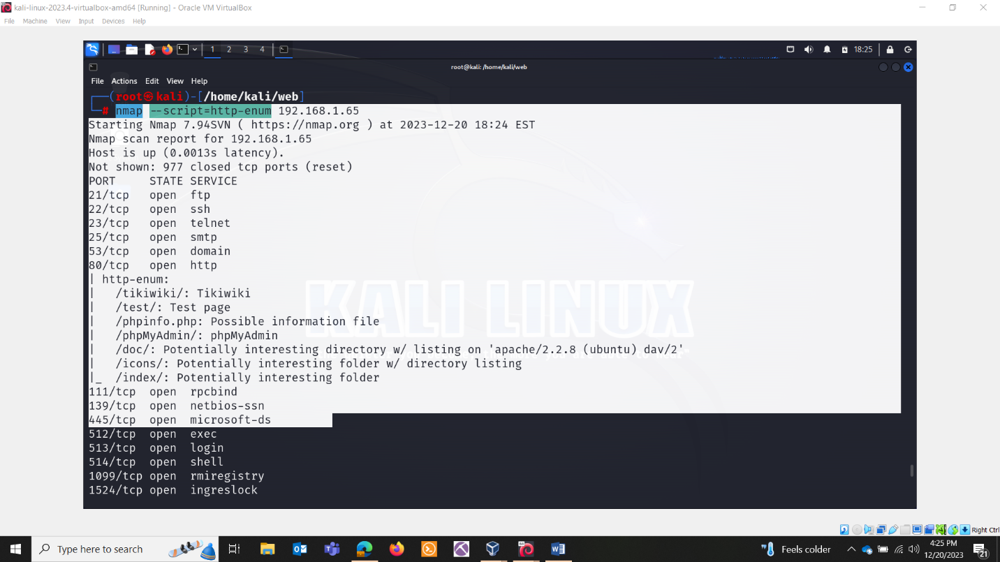 kali-linux-2023.4-virtualbox-amd64 [Running] - Oracle VM VirtualBox
File Machine View Input Devices Help
1 2 3 4
18:25
root@kali: /home/kali/web
File Actions Edit View Help
(root㉿kali)-[/home/kali/web]
# nmap --script=http-enum 192.168.1.65
Starting Nmap 7.94SVN ( https://nmap.org ) at 2023-12-20 18:24 EST
Nmap scan report for 192.168.1.65
Host is up (0.0013s latency).
Not shown: 977 closed tcp ports (reset)
PORT     STATE SERVICE
21/tcp   open  ftp
22/tcp   open  ssh
23/tcp   open  telnet
25/tcp   open  smtp
53/tcp   open  domain
80/tcp   open  http
| http-enum:
|   /tikiwiki/: Tikiwiki
|   /test/: Test page
|   /phpinfo.php: Possible information file
|   /phpMyAdmin/: phpMyAdmin
|   /doc/: Potentially interesting directory w/ listing on 'apache/2.2.8 (ubuntu) dav/2'
|   /icons/: Potentially interesting folder w/ directory listing
|_  /index/: Potentially interesting folder
111/tcp  open  rpcbind
139/tcp  open  netbios-ssn
445/tcp  open  microsoft-ds
512/tcp  open  exec
513/tcp  open  login
514/tcp  open  shell
1099/tcp open  rmiregistry
1524/tcp open  ingreslock
KALI LINUX
Right Ctrl
Type here to search
Feels colder
4:25 PM
12/20/2023
21